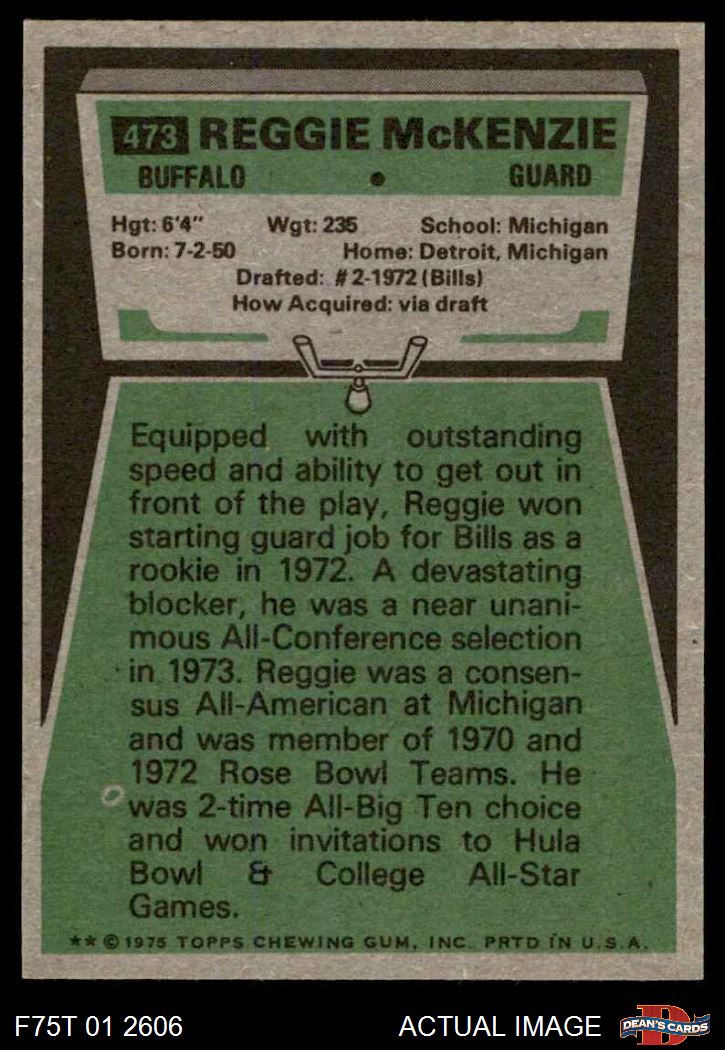 473 REGGIE McKENZIE
BUFFALO • GUARD
Hgt: 6'4" Wgt: 235 School: Michigan
Born: 7-2-50 Home: Detroit, Michigan
Drafted: #2-1972 (Bills)
How Acquired: via draft
Equipped with outstanding
speed and ability to get out in
front of the play, Reggie won
starting guard job for Bills as a
rookie in 1972. A devastating
blocker, he was a near unani-
mous All-Conference selection
in 1973. Reggie was a consen-
sus All-American at Michigan
and was member of 1970 and
1972 Rose Bowl Teams. He
was 2-time All-Big Ten choice
and won invitations to Hula
Bowl & College All-Star
Games.
** © 1975 TOPPS CHEWING GUM, INC. PRTD IN U.S.A.
F75T 01 2606 ACTUAL IMAGE D DEAN'S CARDS